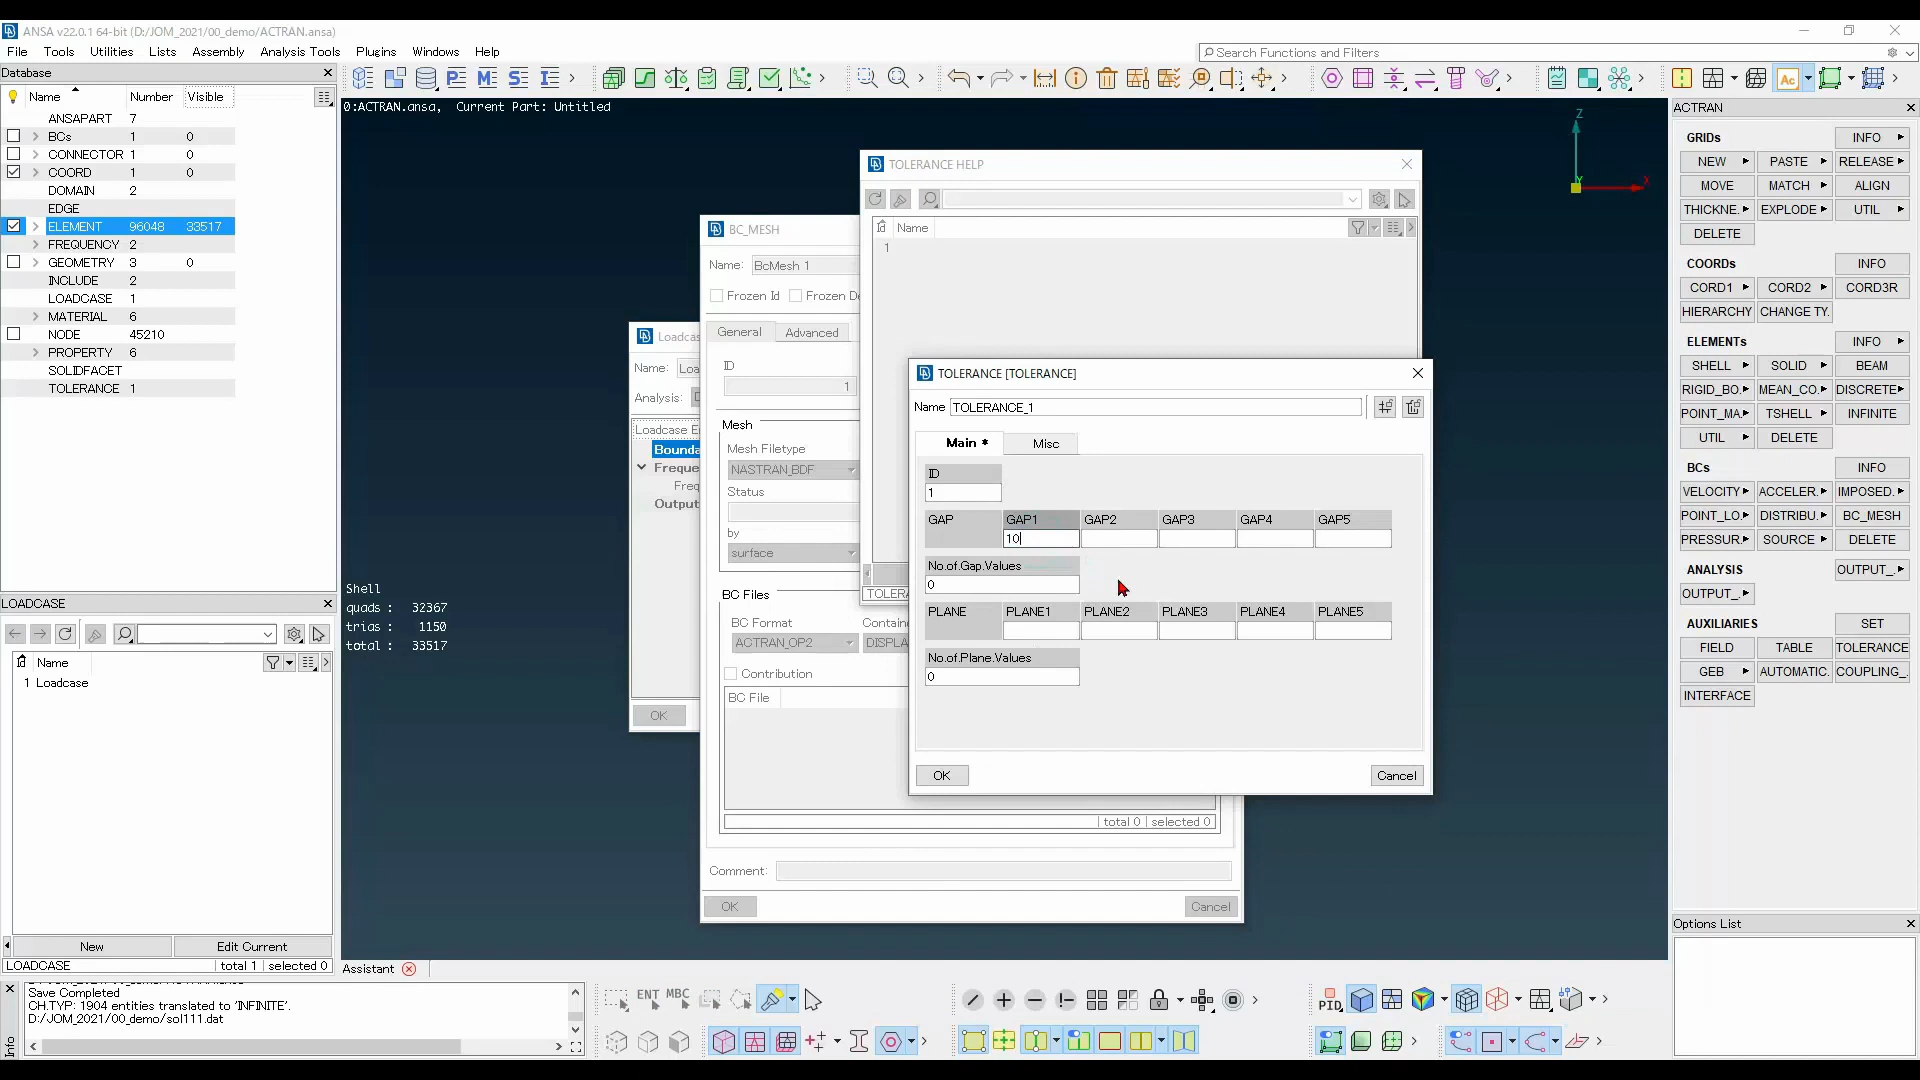 ANSA v22.0.1 64-bit (D:/JOM_2021/00_demo/ACTRAN.ansa)
File Tools Utilities Lists Assembly Analysis Tools Plugins Windows Help
Search Functions and Filters
Database
Name Number Visible
ANSAPART 7
BCs 1 0
CONNECTOR 1 0
COORD 1 0
DOMAIN 2
EDGE
ELEMENT 96048 33517
FREQUENCY 2
GEOMETRY 3 0
INCLUDE 2
LOADCASE 1
MATERIAL 6
NODE 45210
PROPERTY 6
SOLIDFACET
TOLERANCE 1
LOADCASE
Name
1 Loadcase
New Edit Current
LOADCASE total 1 selected 0
Save Completed
CH.TYP: 1904 entities translated to 'INFINITE'.
D:/JOM_2021/00_demo/sol111.dat
Info
0:ACTRAN.ansa, Current Part: Untitled
Shell
quads : 32367
trias : 1150
total : 33517
Z
Y
X
Assistant
Loadcas
Name: Loa
Analysis:
Loadcase E
Bounda
Freque
Freq
Output
OK
BC_MESH
Name: BcMesh 1
Frozen Id Frozen De
General Advanced
ID
1
Mesh
Mesh Filetype
NASTRAN_BDF
Status
by
surface
BC Files
BC Format Containe
ACTRAN_OP2 DISPLA
Contribution
BC File
total 0 selected 0
Comment:
OK Cancel
TOLERANCE HELP
Name
1
TOLERA
TOLERANCE [TOLERANCE]
Name TOLERANCE_1
Main * Misc
ID
1
GAP GAP1 GAP2 GAP3 GAP4 GAP5
10
No.of.Gap.Values
0
PLANE PLANE1 PLANE2 PLANE3 PLANE4 PLANE5
No.of.Plane.Values
0
OK Cancel
ACTRAN
GRIDs INFO
NEW PASTE RELEASE
MOVE MATCH ALIGN
THICKNE. EXPLODE UTIL
DELETE
COORDs INFO
CORD1 CORD2 CORD3R
HIERARCHY CHANGE TY.
ELEMENTs INFO
SHELL SOLID BEAM
RIGID_BO. MEAN_CO. DISCRETE
POINT_MA. TSHELL INFINITE
UTIL DELETE
BCs INFO
VELOCITY ACCELER. IMPOSED.
POINT_LO. DISTRIBU. BC_MESH
PRESSUR. SOURCE DELETE
ANALYSIS OUTPUT_.
OUTPUT_.
AUXILIARIES SET
FIELD TABLE TOLERANCE
GEB AUTOMATIC. COUPLING_.
INTERFACE
Options List
ENT MBC
PID